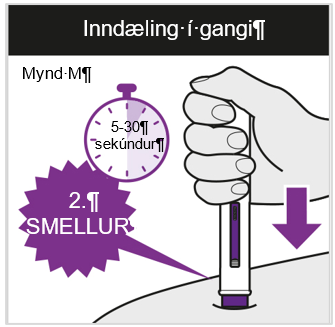 Inndæling·í·gangi¶
Mynd·M¶
5-30¶
sekúndur¶
2.¶
SMELLUR